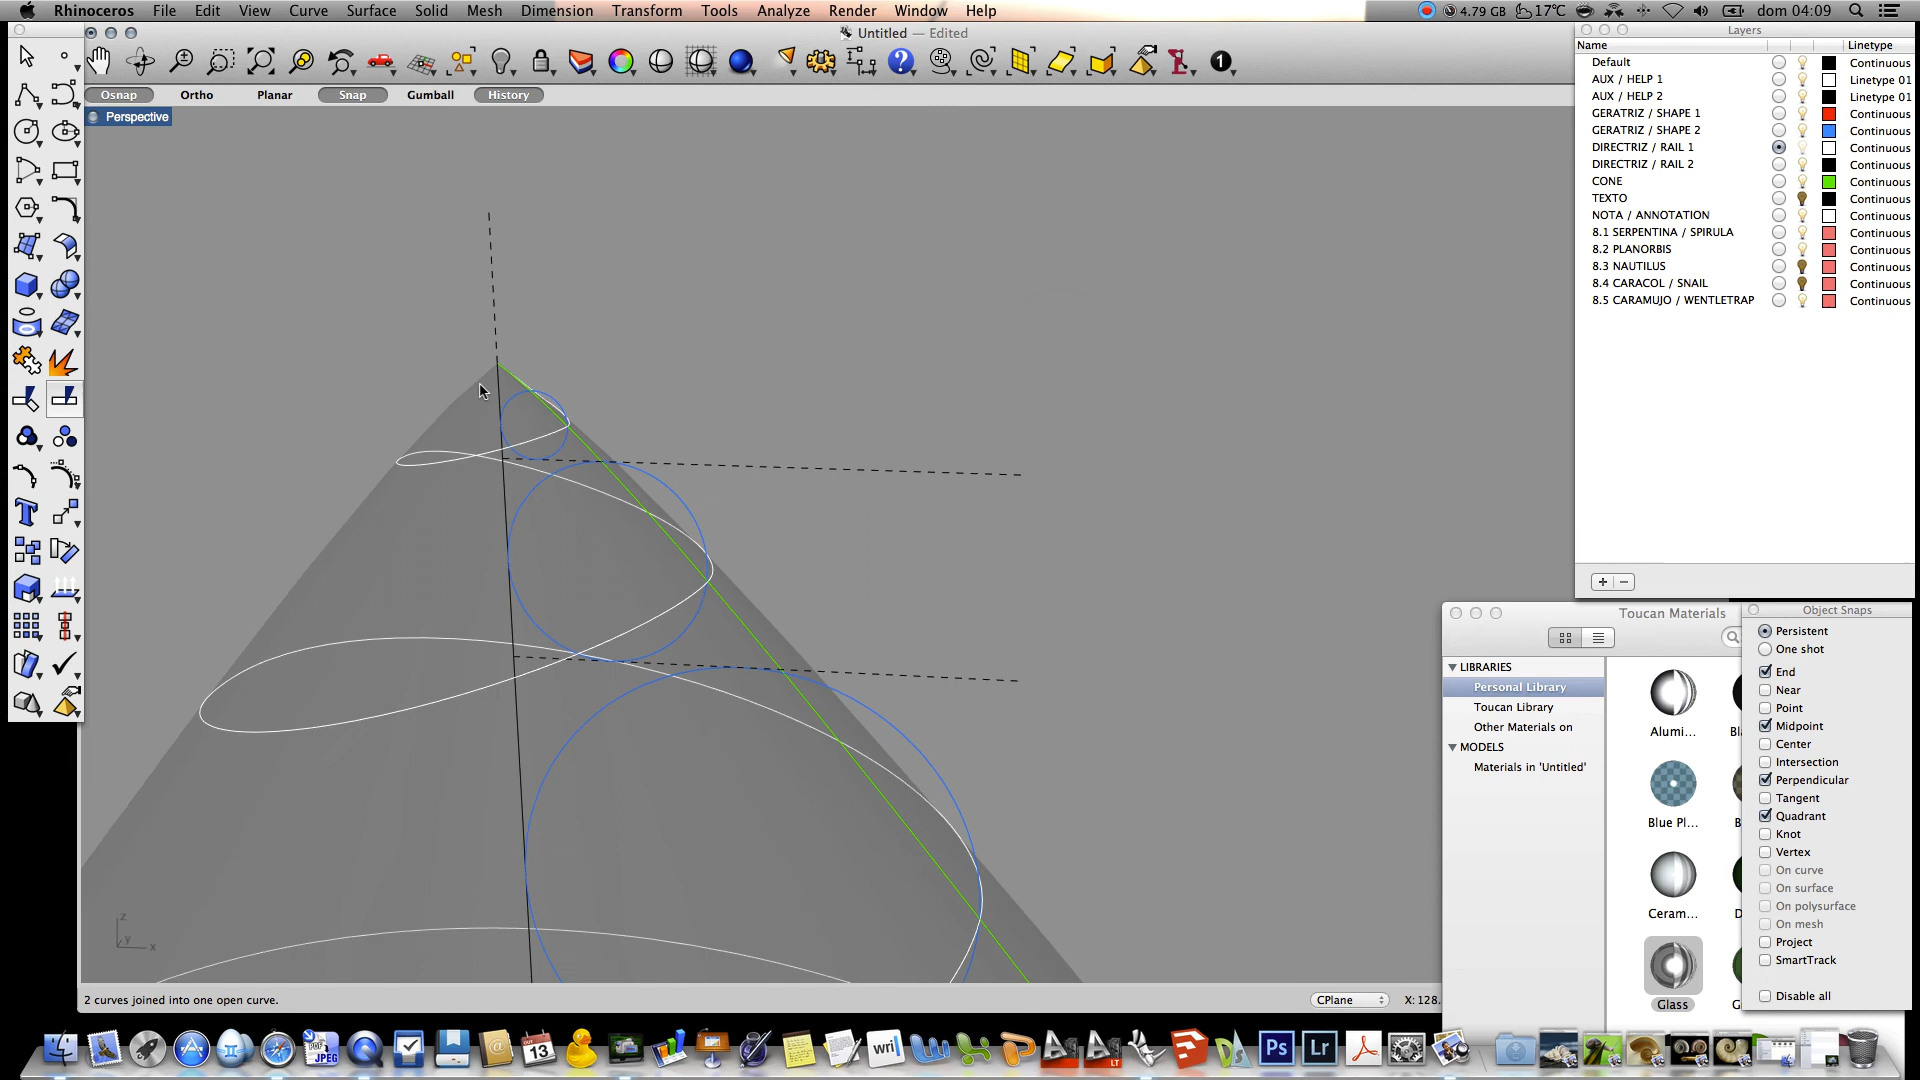 Rhinoceros File Edit View Curve Surface Solid Mesh Dimension Transform Tools Analyze Render Window Help
4.79 GB 17°C dom 04:09
Untitled — Edited
Osnap Ortho Planar Snap Gumball History
Perspective
z
y x
2 curves joined into one open curve.
CPlane X: 128.
Layers
Name Linetype
Default Continuous
AUX / HELP 1 Linetype 01
AUX / HELP 2 Linetype 01
GERATRIZ / SHAPE 1 Continuous
GERATRIZ / SHAPE 2 Continuous
DIRECTRIZ / RAIL 1 Continuous
DIRECTRIZ / RAIL 2 Continuous
CONE Continuous
TEXTO Continuous
NOTA / ANNOTATION Continuous
8.1 SERPENTINA / SPIRULA Continuous
8.2 PLANORBIS Continuous
8.3 NAUTILUS Continuous
8.4 CARACOL / SNAIL Continuous
8.5 CARAMUJO / WENTLETRAP Continuous
Toucan Materials
LIBRARIES
Personal Library
Toucan Library
Other Materials on
MODELS
Materials in 'Untitled'
Alumi...
Blue Pl...
Ceram...
Glass
Object Snaps
Persistent
One shot
End
Near
Point
Midpoint
Center
Intersection
Perpendicular
Tangent
Quadrant
Knot
Vertex
On curve
On surface
On polysurface
On mesh
Project
SmartTrack
Disable all
PDF
JPEG
13
wri
LT
Ps
Lr